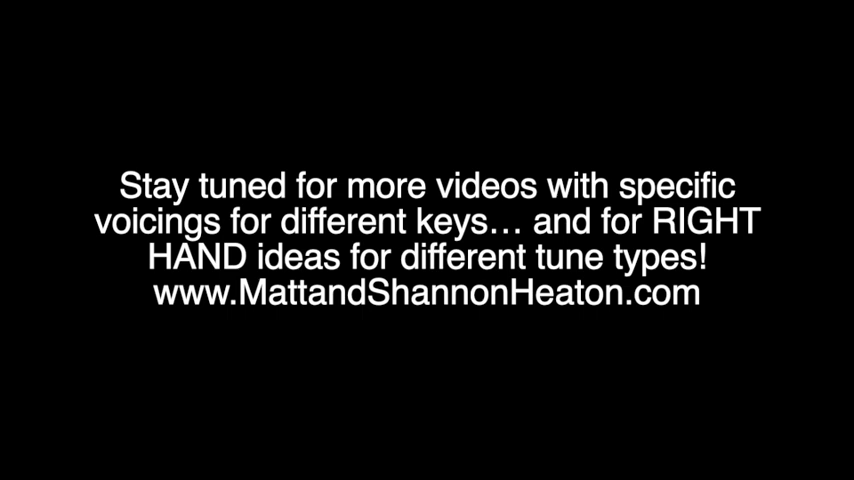 Stay tuned for more videos with specific
voicings for different keys… and for RIGHT
HAND ideas for different tune types!
www.MattandShannonHeaton.com